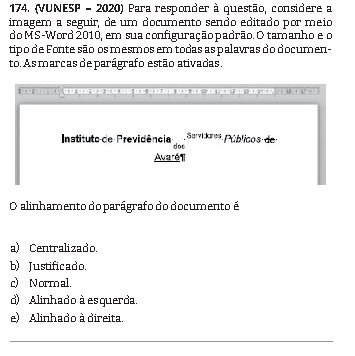 174. (VUNESP – 2020) Para responder à questão, considere a
imagem a seguir, de um documento sendo editado por meio
do MS-Word 2010, em sua configuração padrão. O tamanho e o
tipo de Fonte são os mesmos em todas as palavras do documen-
to. As marcas de parágrafo estão ativadas.
Instituto·de·Previdência· dos ·Servidores·Públicos·de·
Avaré¶
O alinhamento do parágrafo do documento é
a) Centralizado.
b) Justificado.
c) Normal.
d) Alinhado à esquerda.
e) Alinhado à direita.